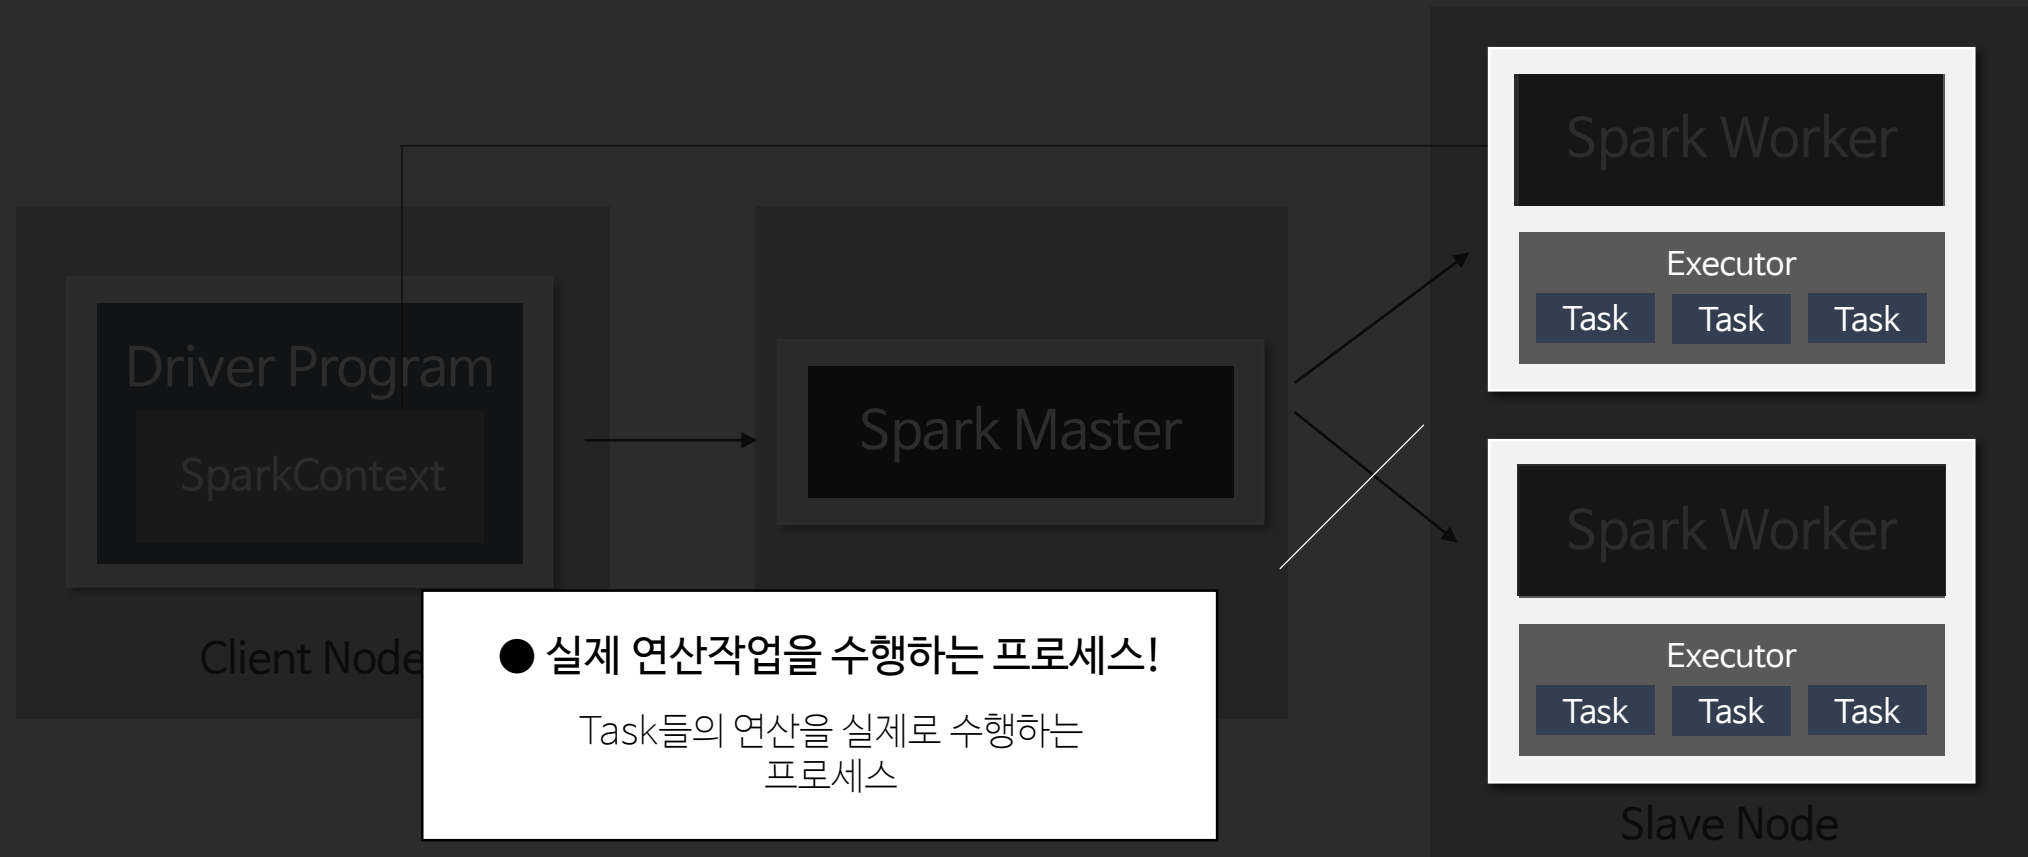 Spark Worker
Executor
Task Task Task
Driver Program
SparkContext
Spark Master
Spark Worker
Executor
Task Task Task
Client Node
● 실제 연산작업을 수행하는 프로세스!
Task들의 연산을 실제로 수행하는
프로세스
Slave Node